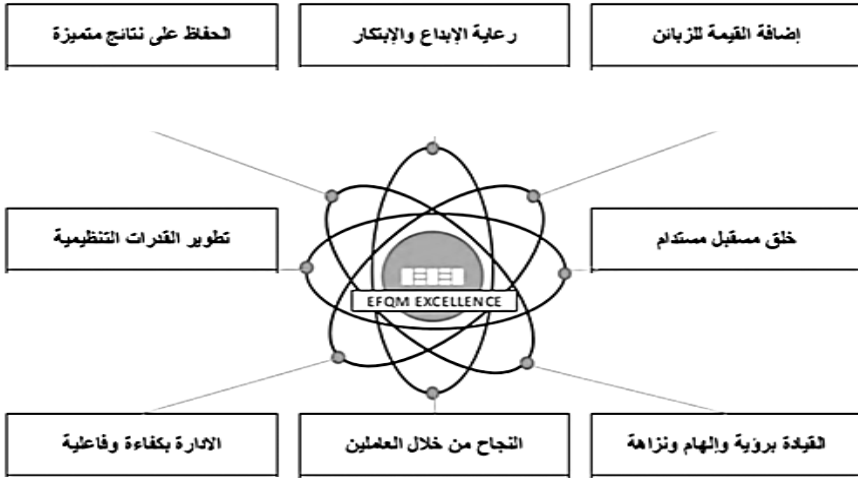 إضافة القيمة للزبائن
رعاية الإبداع والإبتكار
الحفاظ على نتائج متميزة
خلق مسقبل مستدام
تطوير القدرات التنظيمية
EFQM EXCELLENCE
القيادة برؤية وإلهام ونزاهة
النجاح من خلال العاملين
الادارة بكفاءة وفاعلية